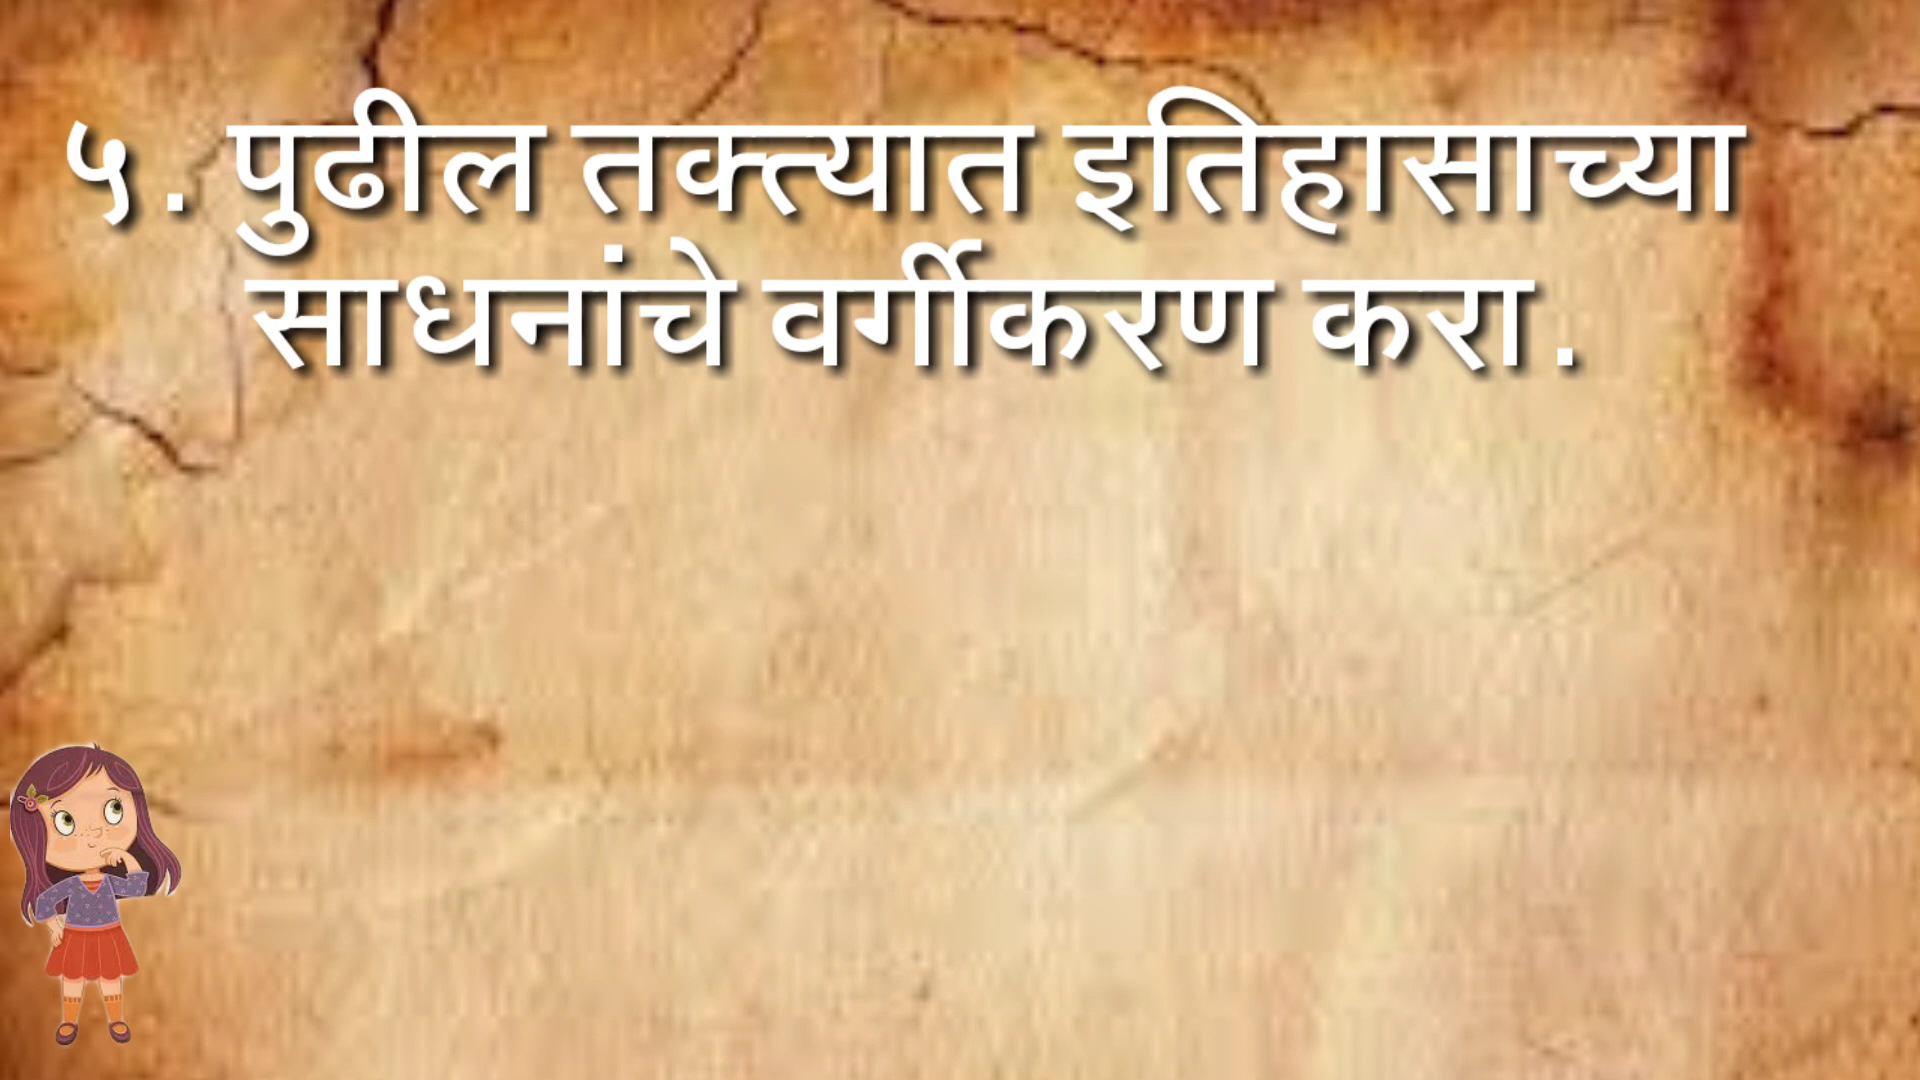 ५. पुढील तक्त्यात इतिहासाच्या
साधनांचे वर्गीकरण करा.